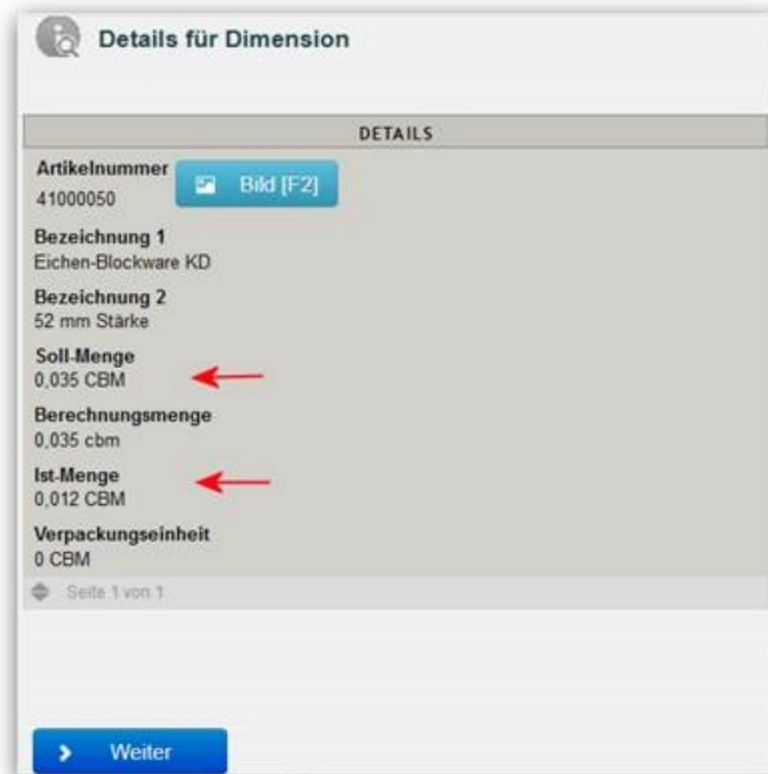 Details für Dimension
DETAILS
Artikelnummer
41000050
Bild [F2]
Bezeichnung 1
Eichen-Blockware KD
Bezeichnung 2
52 mm Stärke
Soll-Menge
0,035 CBM
Berechnungsmenge
0,035 cbm
Ist-Menge
0,012 CBM
Verpackungseinheit
0 CBM
Seite 1 von 1
Weiter